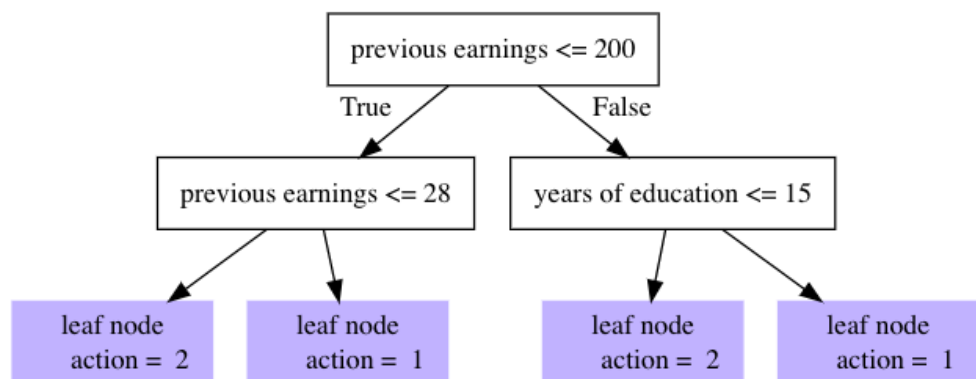 previous earnings <= 200
True
False
previous earnings <= 28
years of education <= 15
leaf node
action = 2
leaf node
action = 1
leaf node
action = 2
leaf node
action = 1